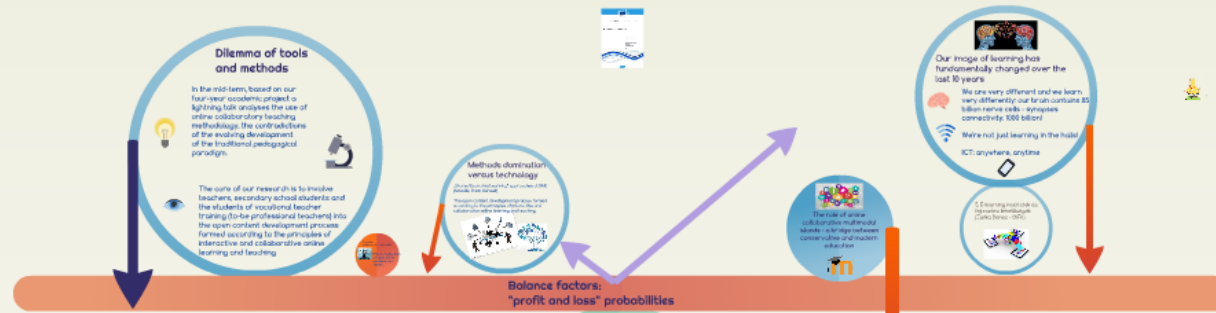 Dilemma of tools
and methods
In the mid-term, based on our
four-year academic project a
lightning talk analyses the use of
online collaboratory teaching
methodology, the contradictions
of the evolving development
of the traditional pedagogical
paradigm.
The core of our research is to involve
teachers, secondary school students and
the students of vocational teacher
training (to-be professional teachers) into
the open content development process
formed according to the principles of
interactive and collaborative online
learning and teaching
Methods domination
versus technology
The open content development process formed
Balance factors:
"profit and loss" probabilities
The role of online
collaborative multimodal
islands - a bridge between
conservative and modern
education
m
Our image of learning has
fundamentally changed over the
last 10 years
We are very different and we learn
very differently: our brain contains 85
billion nerve cells - synapses
connectivity: 1000 billion!
We're not just learning in the halls!
ICT: anywhere, anytime